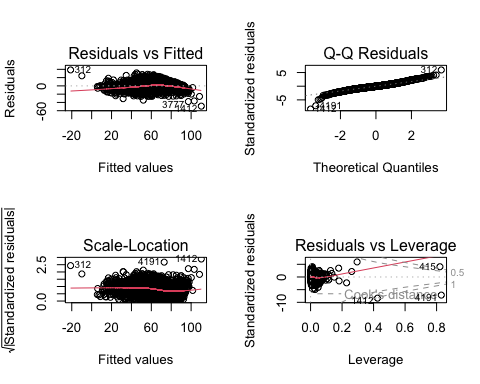 Residuals vs Fitted
Residuals
0
-60
312
3777
1412
-20 20 60 100
Fitted values
Q-Q Residuals
Standardized residuals
5
-5
312
4191
1412
-2 0 2
Theoretical Quantiles
Scale-Location
√|Standardized residuals|
2.5
0.0
312
4191
1412
-20 20 60 100
Fitted values
Residuals vs Leverage
Standardized residuals
0
-10
415
0.5
1
Cook's distance
1412
4191
0.0 0.2 0.4 0.6 0.8
Leverage